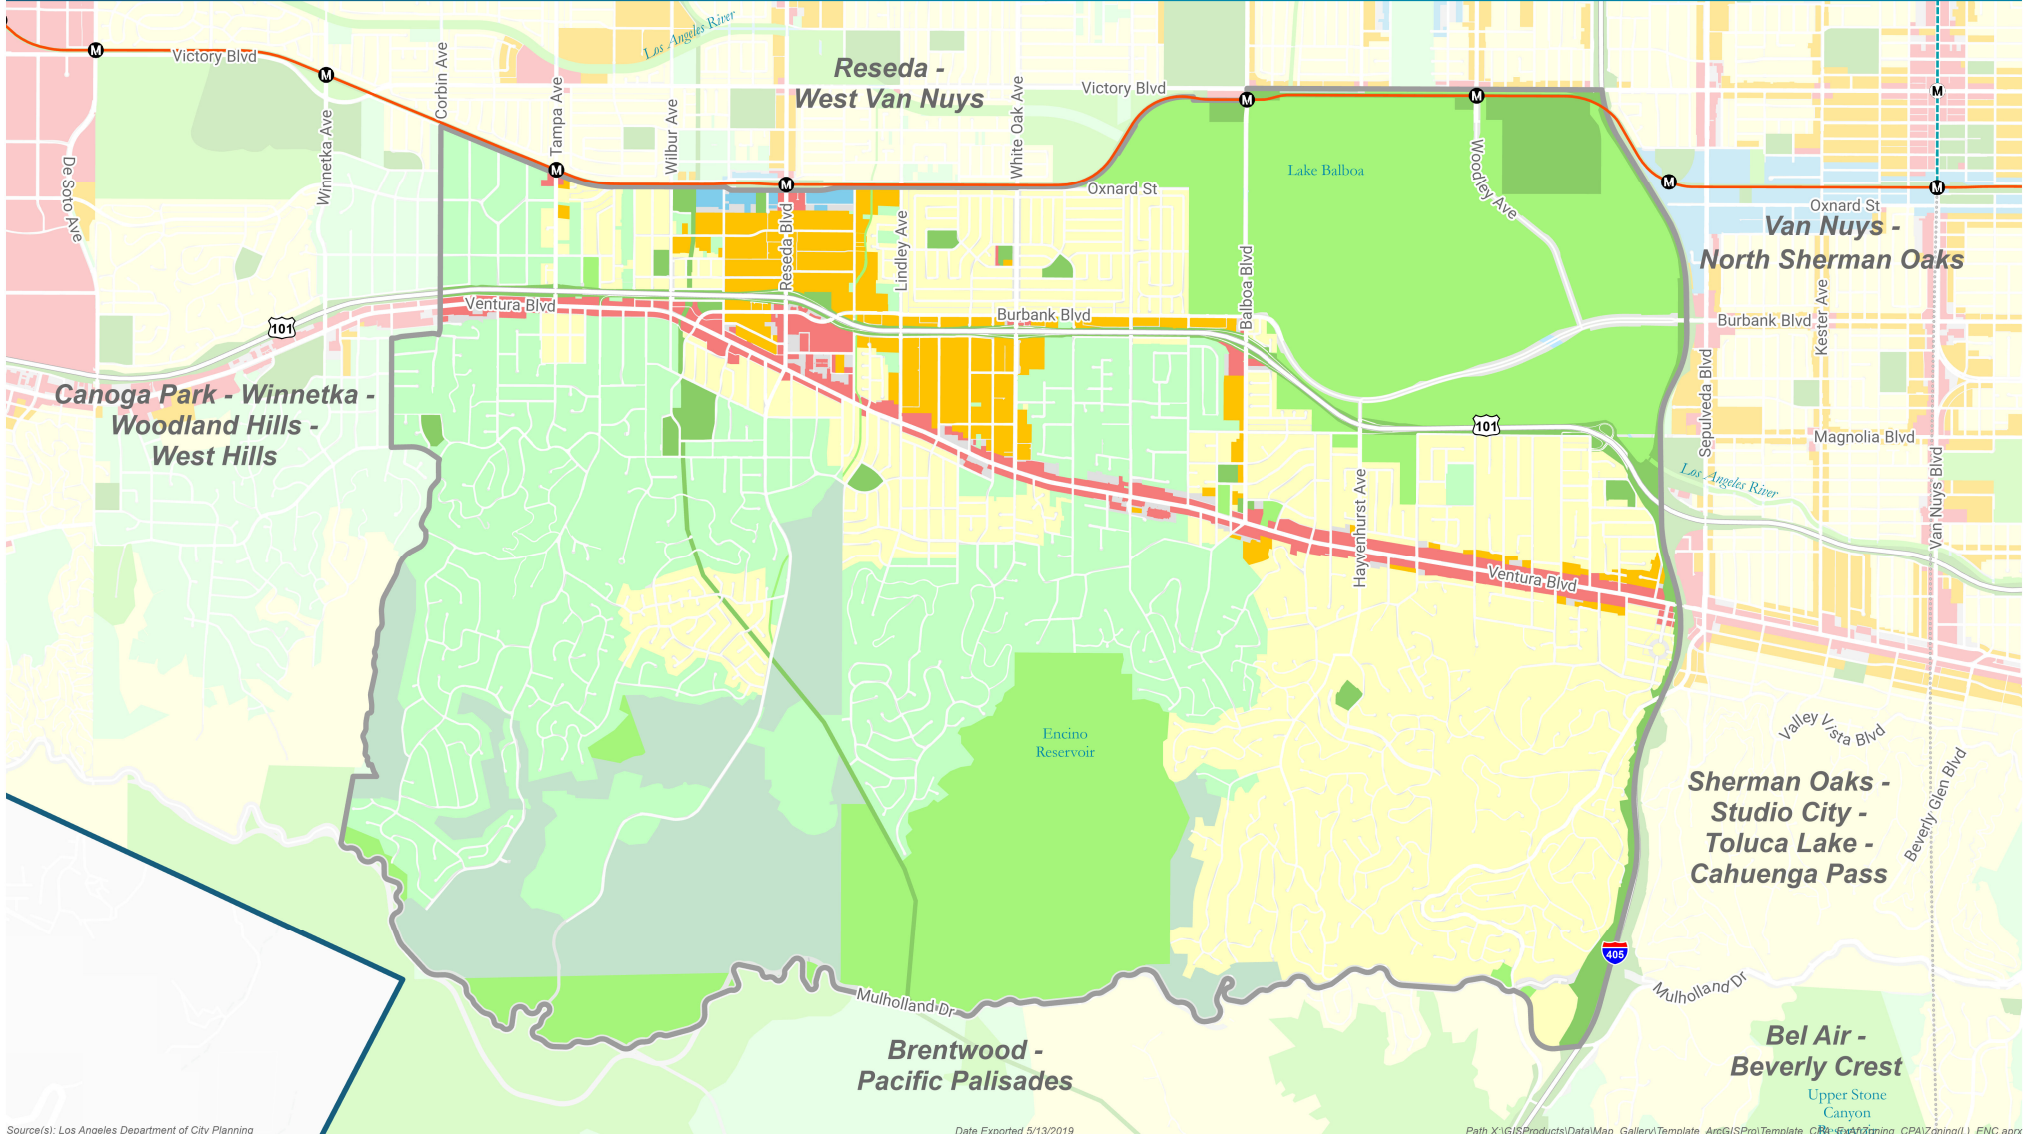 Los Angeles River
Victory Blvd
Corbin Ave
Reseda -
West Van Nuys
Victory Blvd
M
M
M
M
M
M
M
M
M
Tampa Ave
Wilbur Ave
White Oak Ave
Winnetka Ave
De Soto Ave
Woodley Ave
Lake Balboa
Oxnard St
Oxnard St
Van Nuys -
North Sherman Oaks
Reseda Blvd
Lindley Ave
Balboa Blvd
Kester Ave
Ventura Blvd
101
Burbank Blvd
Burbank Blvd
Sepulveda Blvd
Canoga Park - Winnetka -
Woodland Hills -
West Hills
101
Magnolia Blvd
Los Angeles River
Van Nuys Blvd
Hayvenhurst Ave
Ventura Blvd
Encino
Reservoir
Valley Vista Blvd
Beverly Glen Blvd
Sherman Oaks -
Studio City -
Toluca Lake -
Cahuenga Pass
405
Mulholland Dr
Mulholland Dr
Brentwood -
Pacific Palisades
Bel Air -
Beverly Crest
Upper Stone
Canyon
Source(s): Los Angeles Department of City Planning
Date Exported 5/13/2019